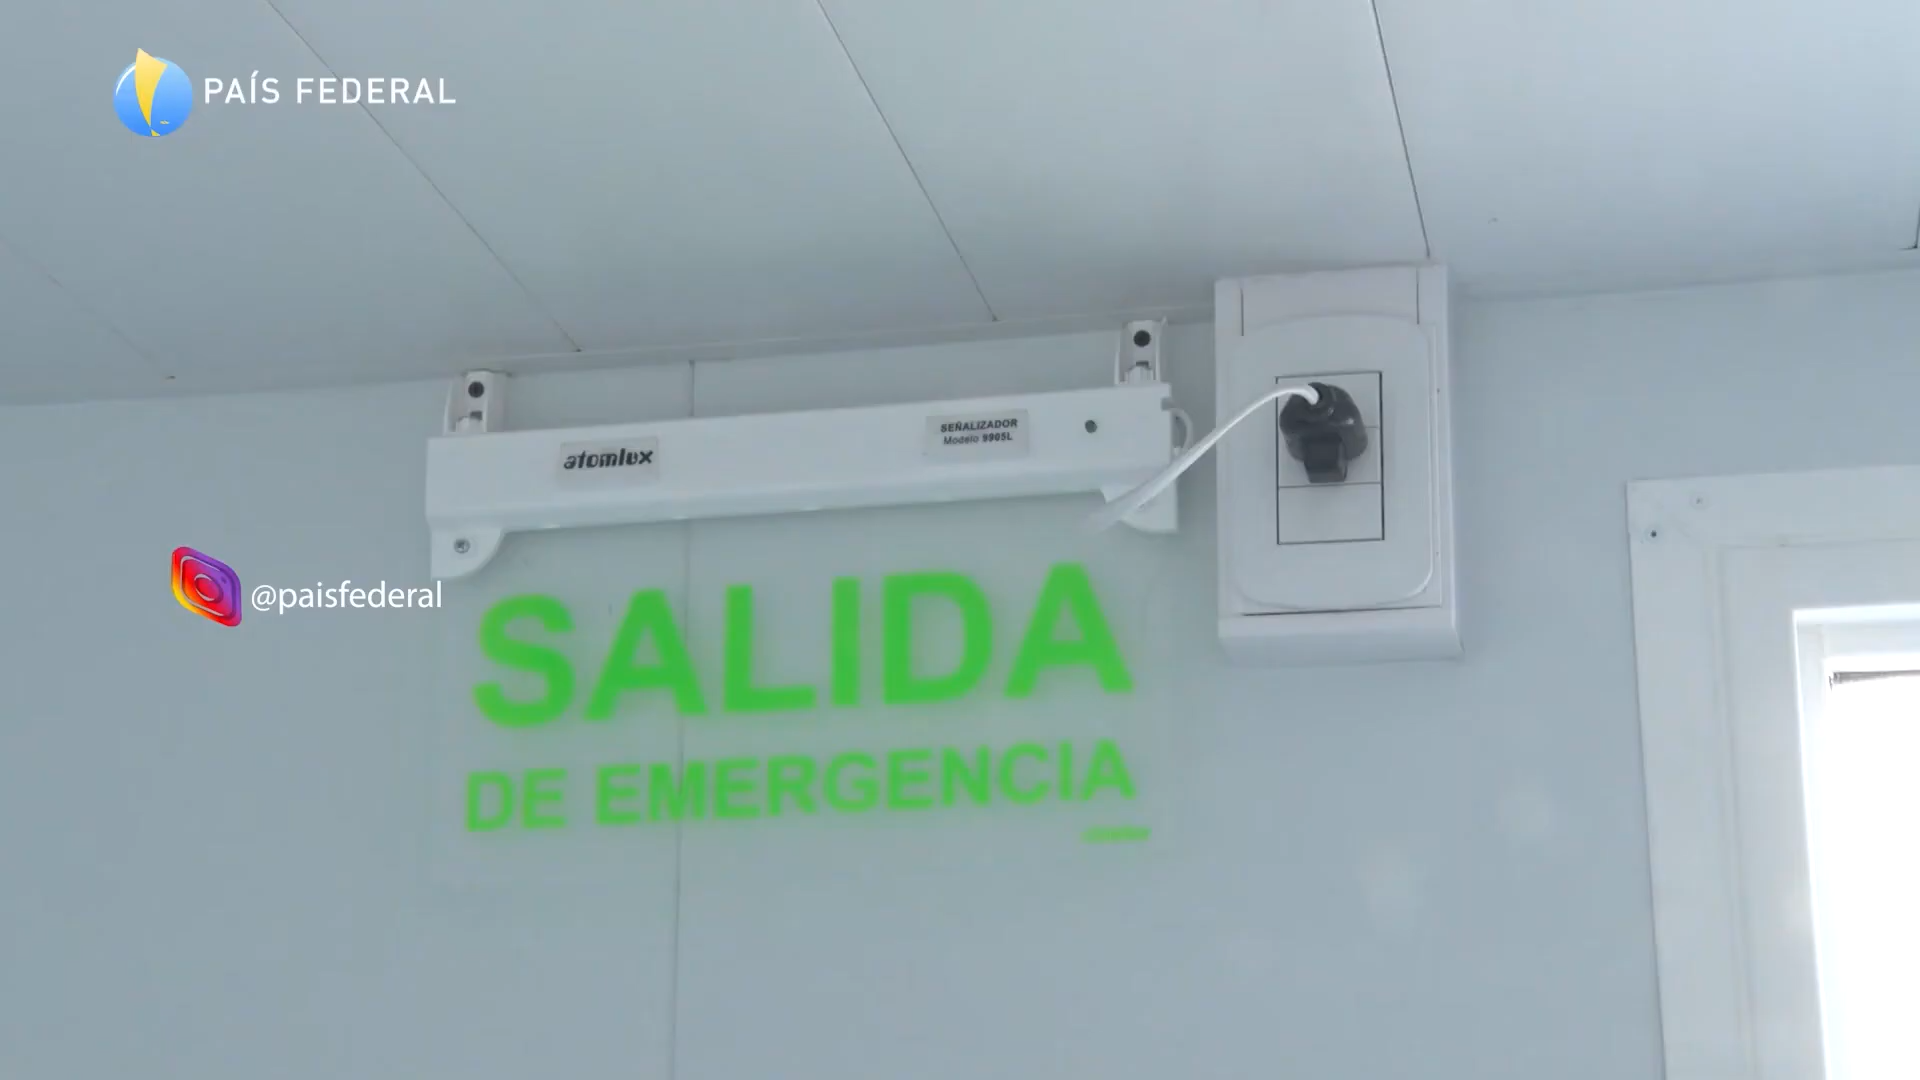 PAÍS FEDERAL
atomlux
SEÑALIZADOR
Modelo 9905L
@paisfederal
SALIDA
DE EMERGENCIA